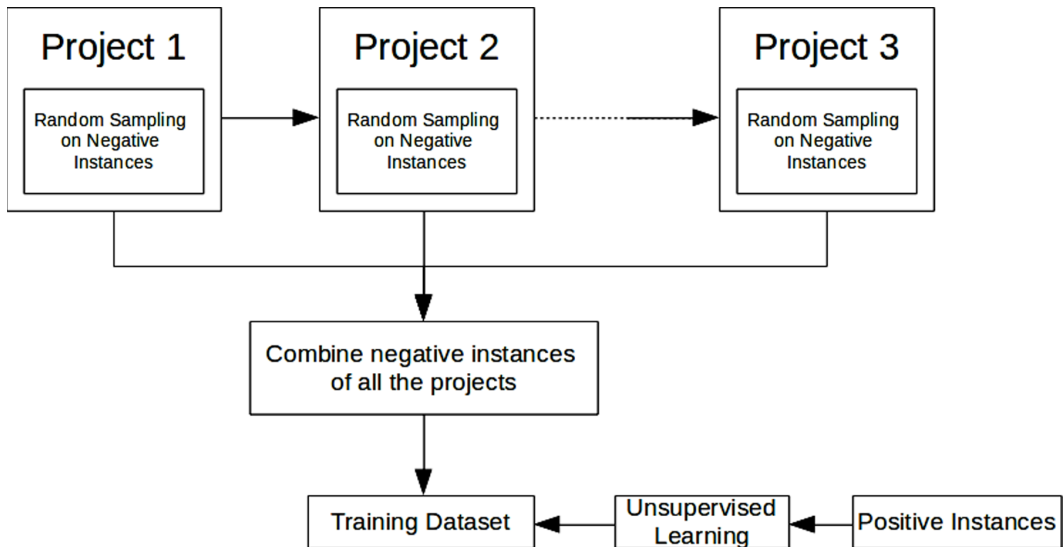 Project 1
Random Sampling
on Negative
Instances
Project 2
Random Sampling
on Negative
Instances
Project 3
Random Sampling
on Negative
Instances
Combine negative instances
of all the projects
Training Dataset
Unsupervised
Learning
Positive Instances